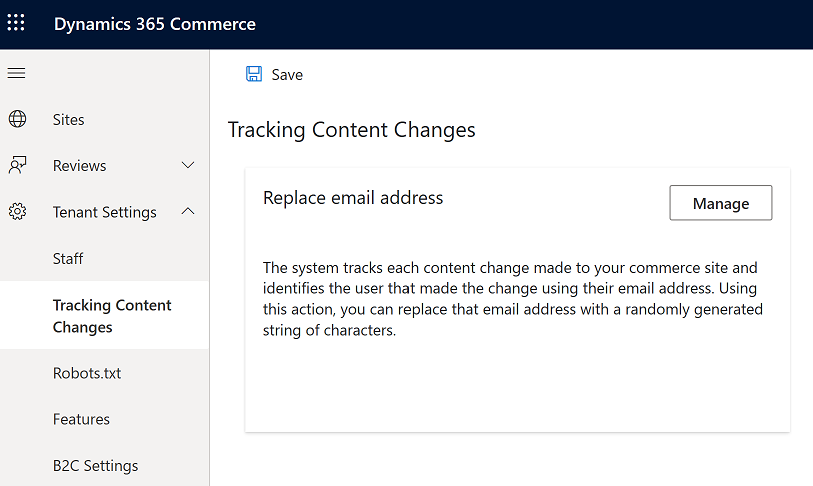 Dynamics 365 Commerce
Save
Sites
Reviews
Tenant Settings
Staff
Tracking Content
Changes
Robots.txt
Features
B2C Settings
Tracking Content Changes
Replace email address
Manage
The system tracks each content change made to your commerce site and
identifies the user that made the change using their email address. Using
this action, you can replace that email address with a randomly generated
string of characters.